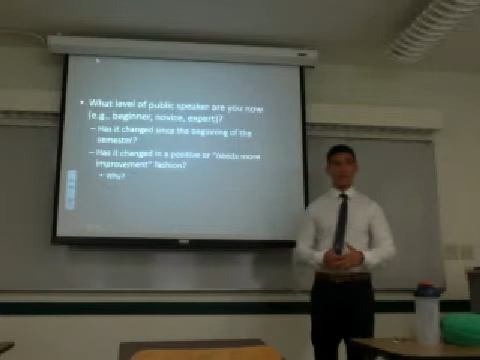 • What level of public speaker are you now
(e.g., beginner, novice, expert)?
– Has it changed since the beginning of the
semester?
– Has it changed in a positive or "needs more
improvement" fashion?
• Why?